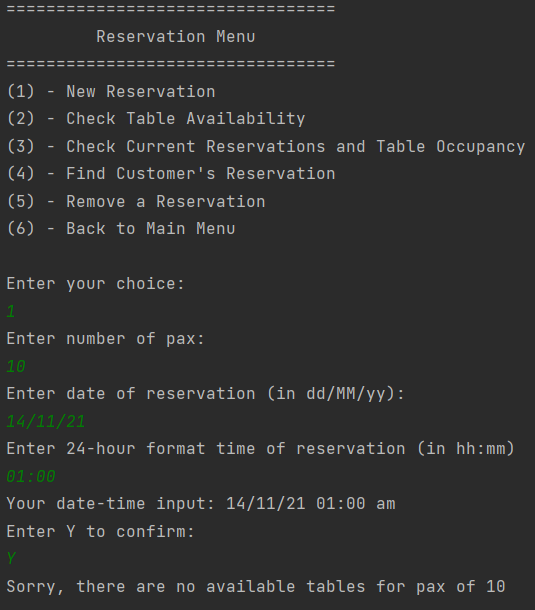 =================================
Reservation Menu
=================================
(1) - New Reservation
(2) - Check Table Availability
(3) - Check Current Reservations and Table Occupancy
(4) - Find Customer's Reservation
(5) - Remove a Reservation
(6) - Back to Main Menu
Enter your choice:
1
Enter number of pax:
10
Enter date of reservation (in dd/MM/yy):
14/11/21
Enter 24-hour format time of reservation (in hh:mm)
01:00
Your date-time input: 14/11/21 01:00 am
Enter Y to confirm:
Y
Sorry, there are no available tables for pax of 10